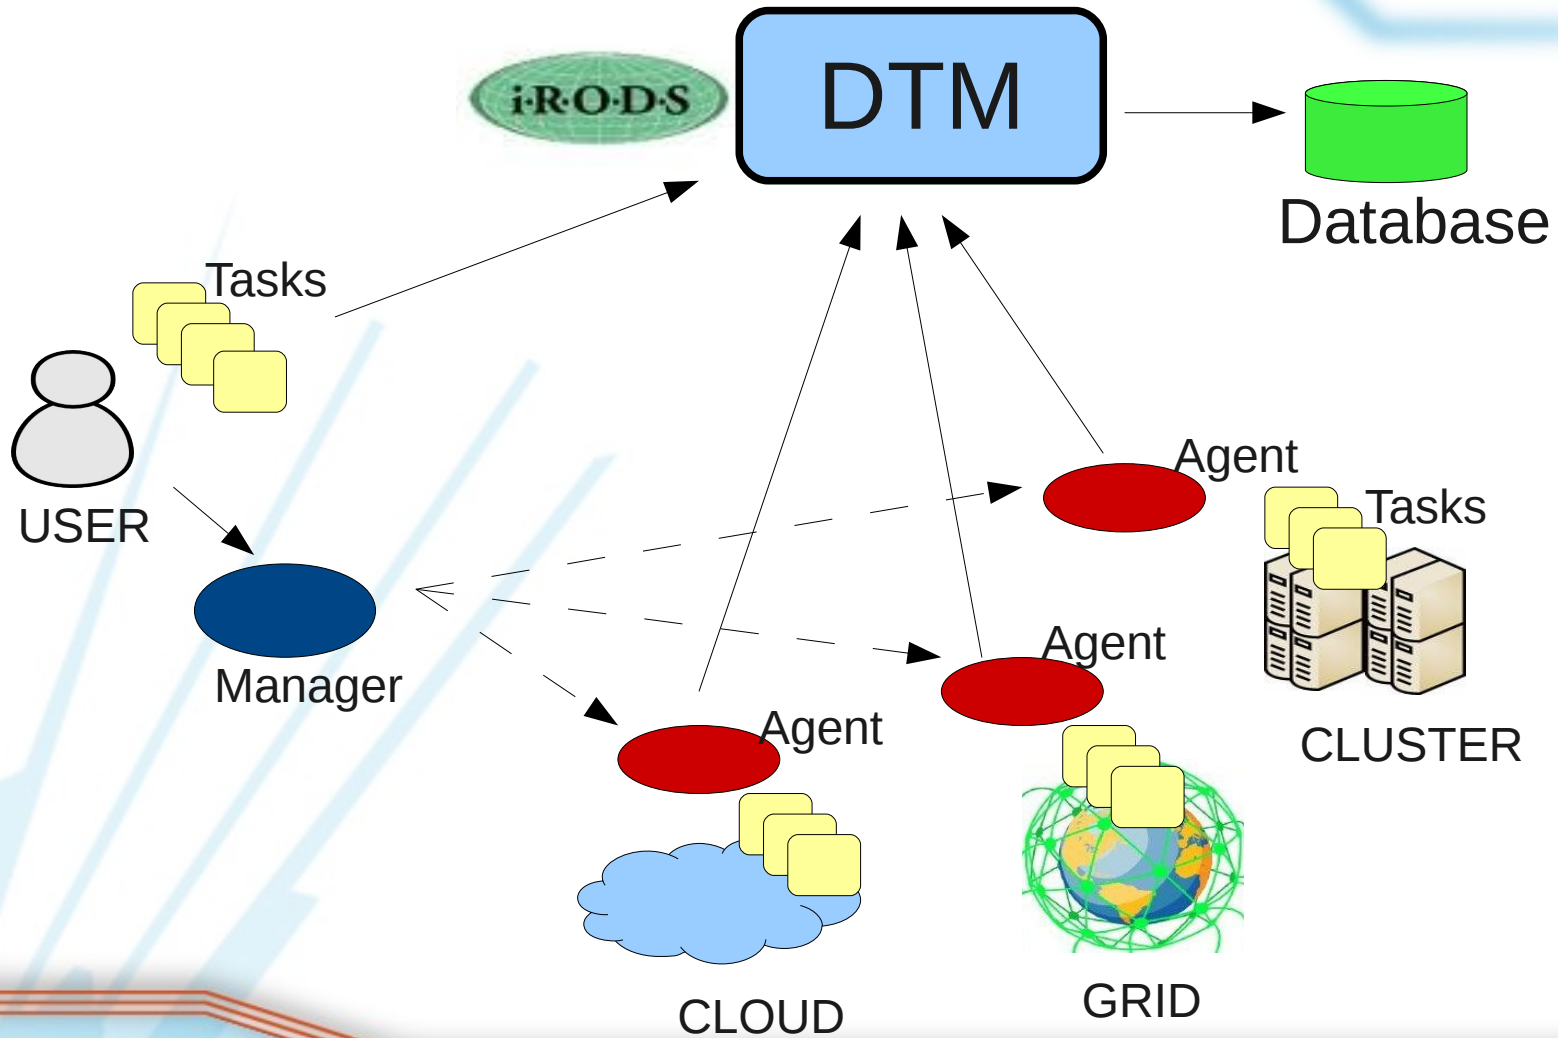 i·R·O·D·S
DTM
Database
Tasks
USER
Manager
Agent
Tasks
CLUSTER
Agent
GRID
Agent
CLOUD